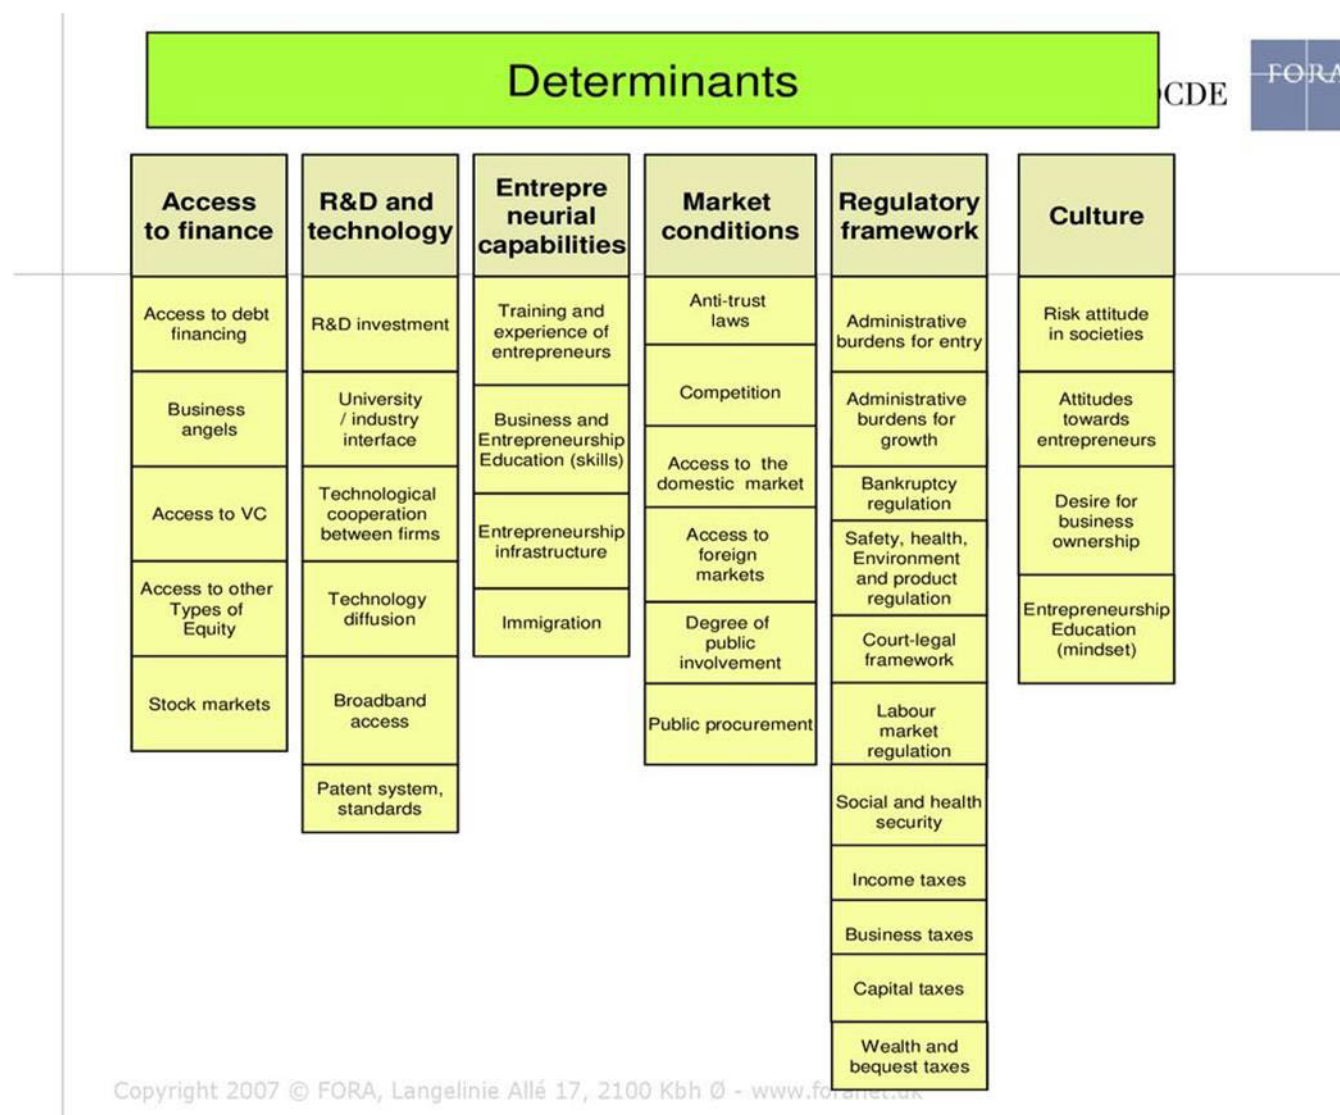 Determinants
CDE
FORA
Access
to finance
Access to debt
financing
Business
angels
Access to VC
Access to other
Types of
Equity
Stock markets
R&D and
technology
R&D investment
University
/ industry
interface
Technological
cooperation
between firms
Technology
diffusion
Broadband
access
Patent system,
standards
Entrepre
neurial
capabilities
Training and
experience of
entrepreneurs
Business and
Entrepreneurship
Education (skills)
Entrepreneurship
infrastructure
Immigration
Market
conditions
Anti-trust
laws
Competition
Access to the
domestic market
Access to
foreign
markets
Degree of
public
involvement
Public procurement
Regulatory
framework
Administrative
burdens for entry
Administrative
burdens for
growth
Bankruptcy
regulation
Safety, health,
Environment
and product
regulation
Court-legal
framework
Labour
market
regulation
Social and health
security
Income taxes
Business taxes
Capital taxes
Wealth and
bequest taxes
Culture
Risk attitude
in societies
Attitudes
towards
entrepreneurs
Desire for
business
ownership
Entrepreneurship
Education
(mindset)
Copyright 2007 © FORA, Langelinie Allé 17, 2100 Kbh Ø - www.foranet.dk